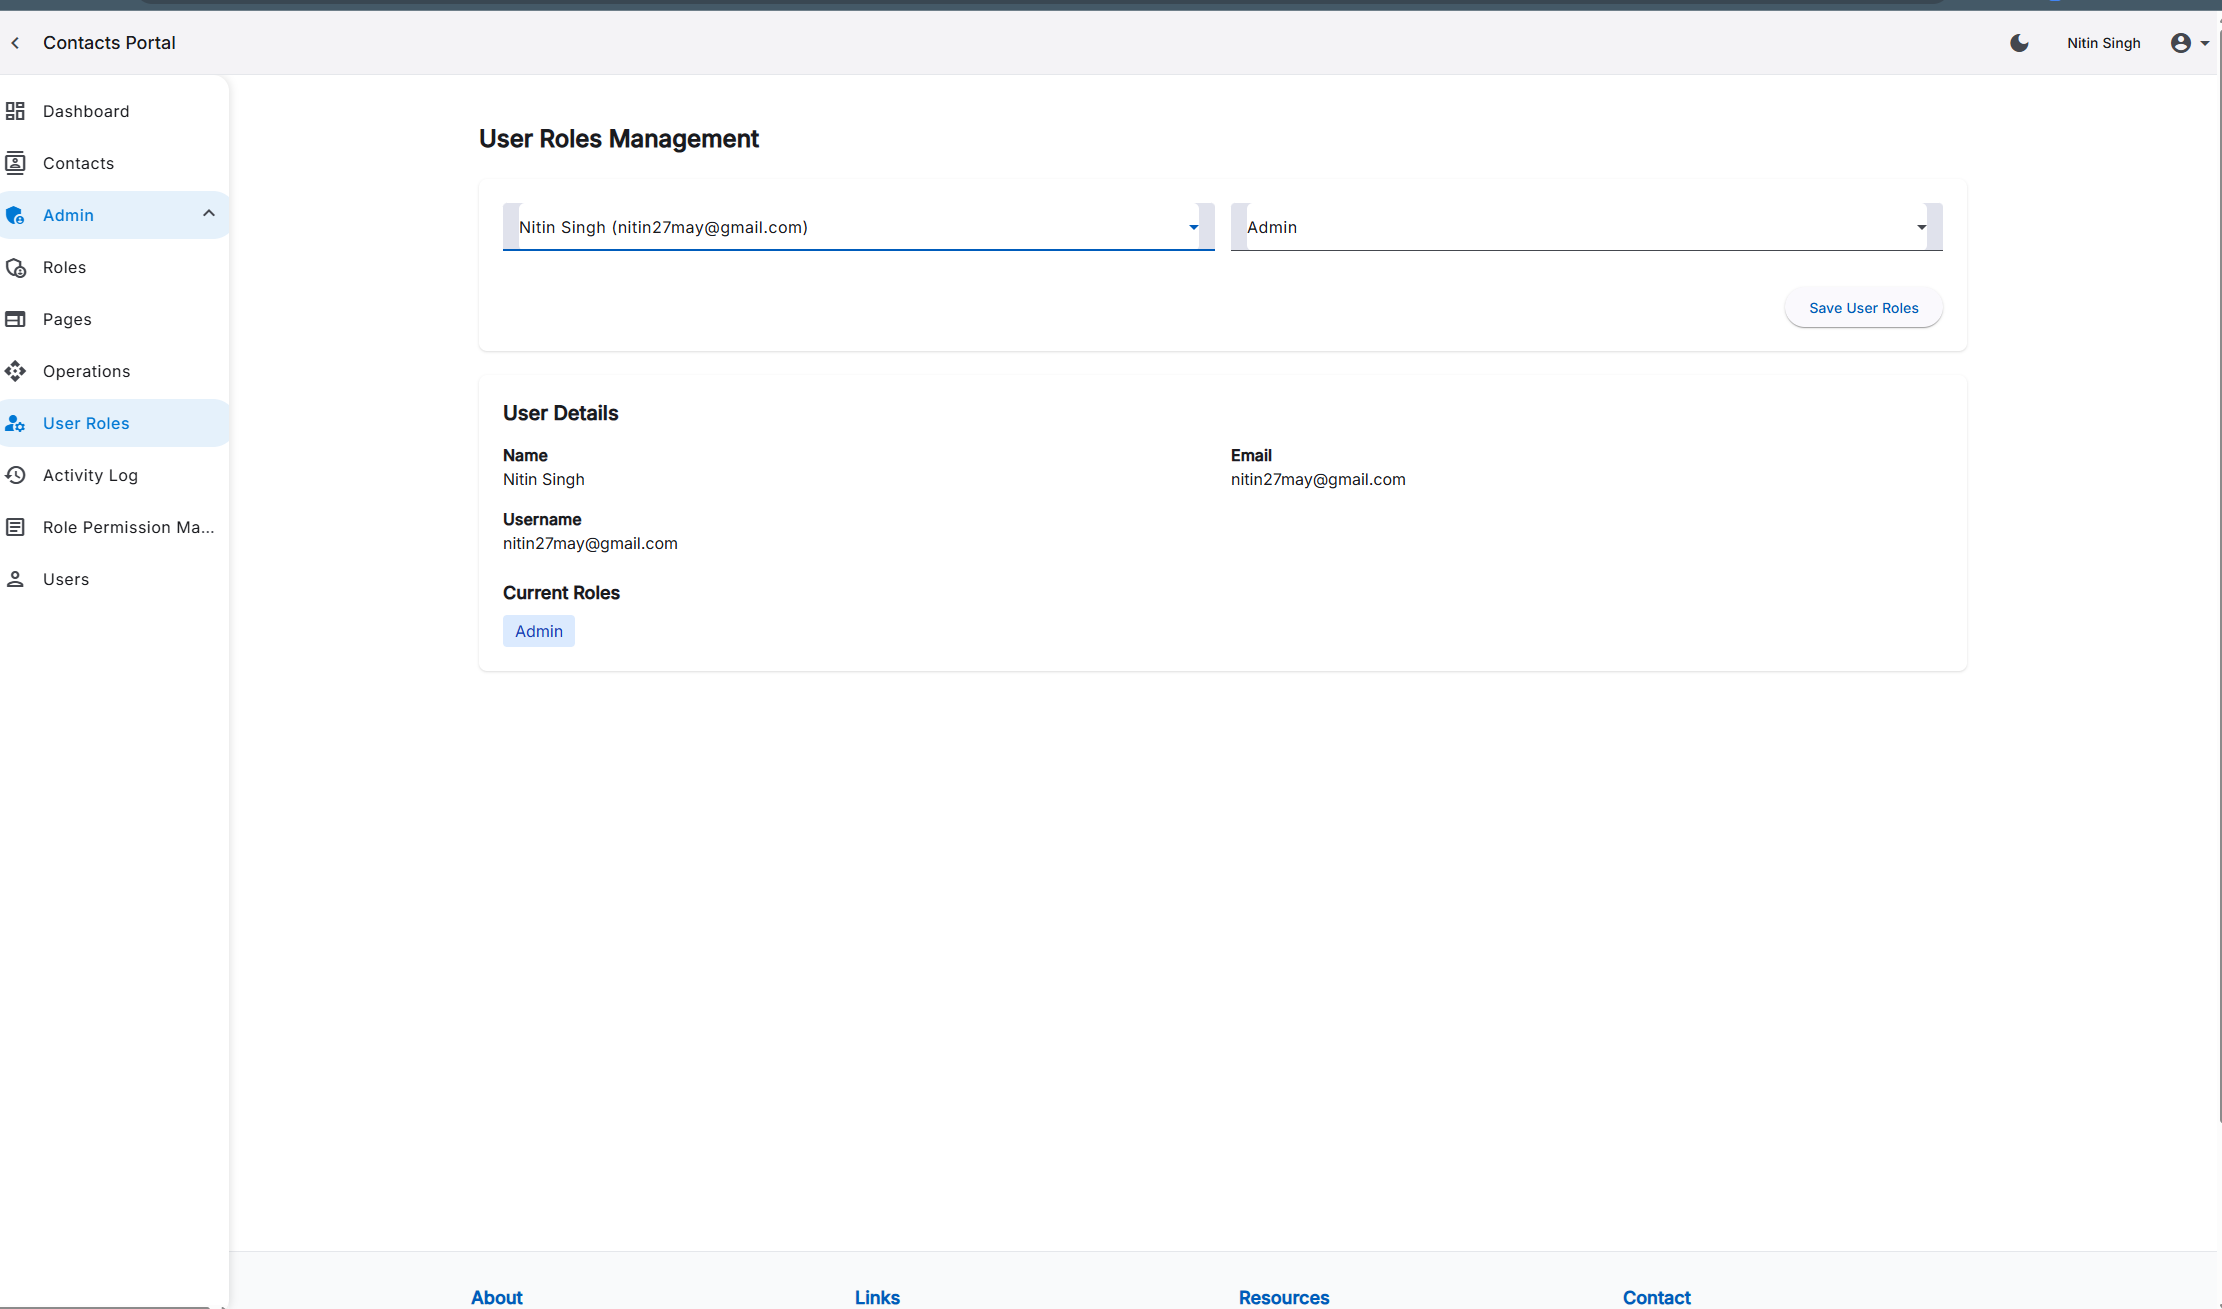 Contacts Portal
Nitin Singh
Dashboard
Contacts
Admin
Roles
Pages
Operations
User Roles
Activity Log
Role Permission Ma...
Users
User Roles Management
Nitin Singh (nitin27may@gmail.com)
Admin
Save User Roles
User Details
Name
Nitin Singh
Email
nitin27may@gmail.com
Username
nitin27may@gmail.com
Current Roles
Admin
About
Links
Resources
Contact